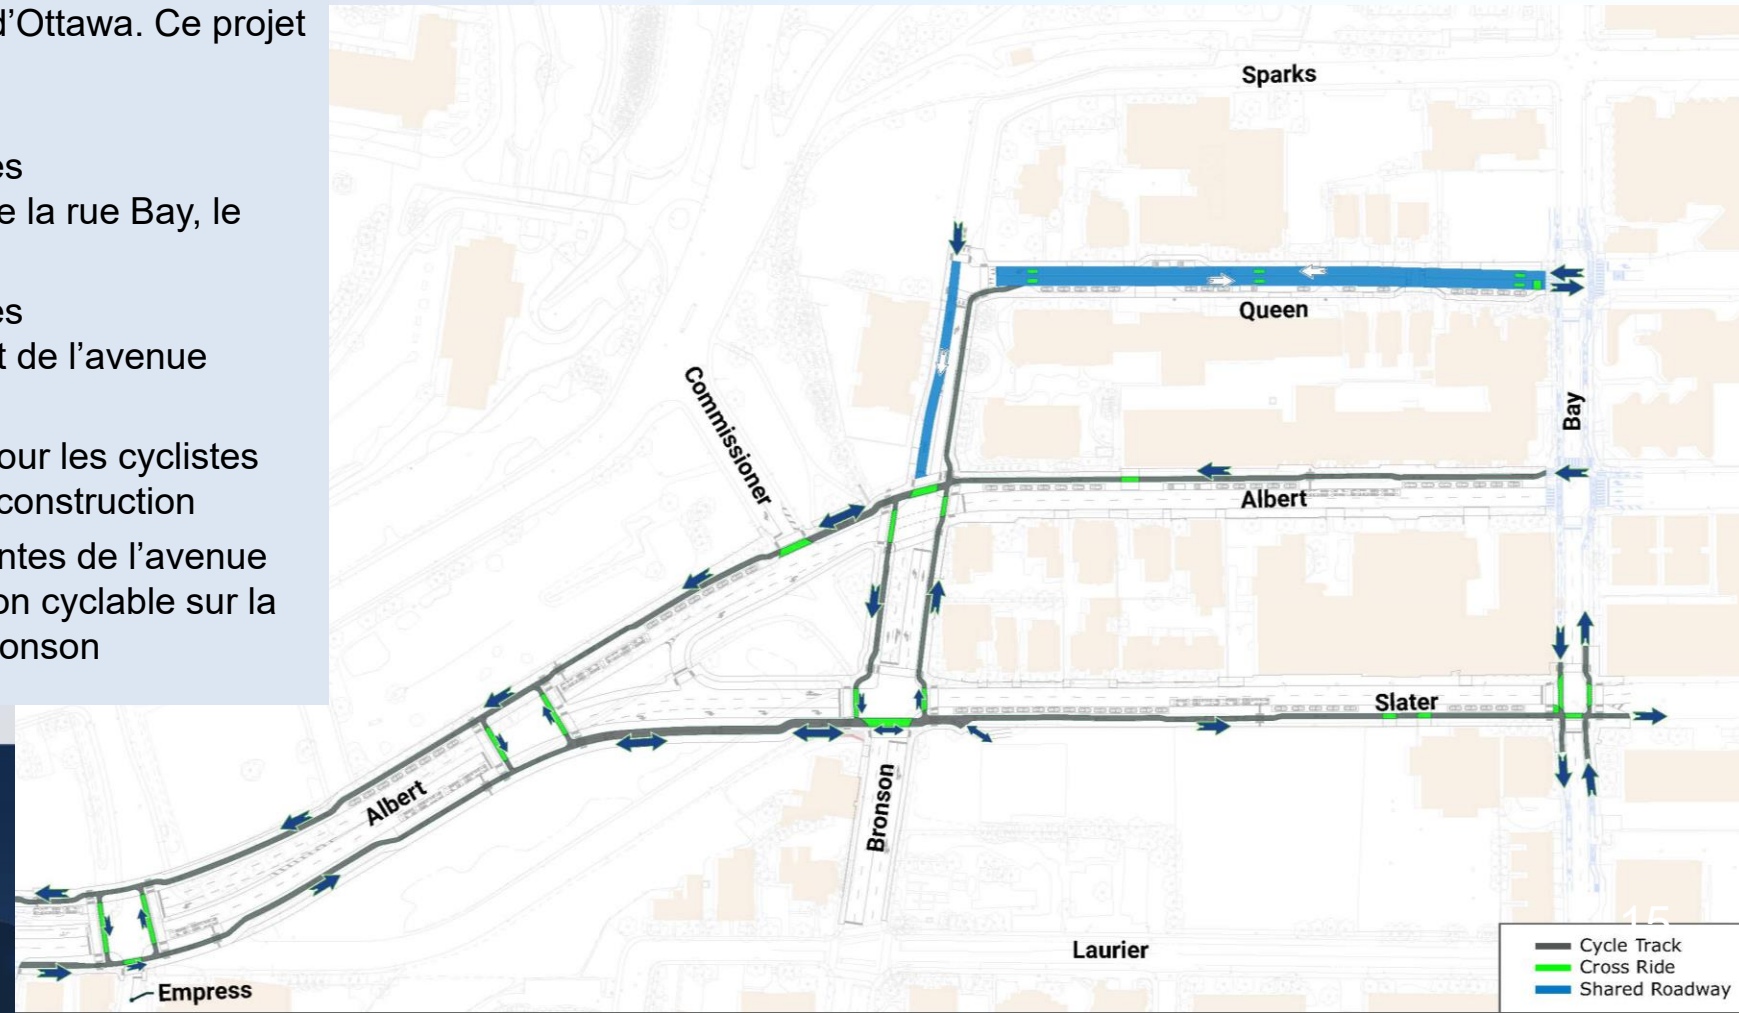 d’Ottawa. Ce projet
es
e la rue Bay, le
es
t de l’avenue
our les cyclistes
construction
ntes de l’avenue
on cyclable sur la
onson
Sparks
Queen
Commissioner
Bay
Albert
Slater
Albert
Bronson
Laurier
Empress
15
Cycle Track
Cross Ride
Shared Roadway